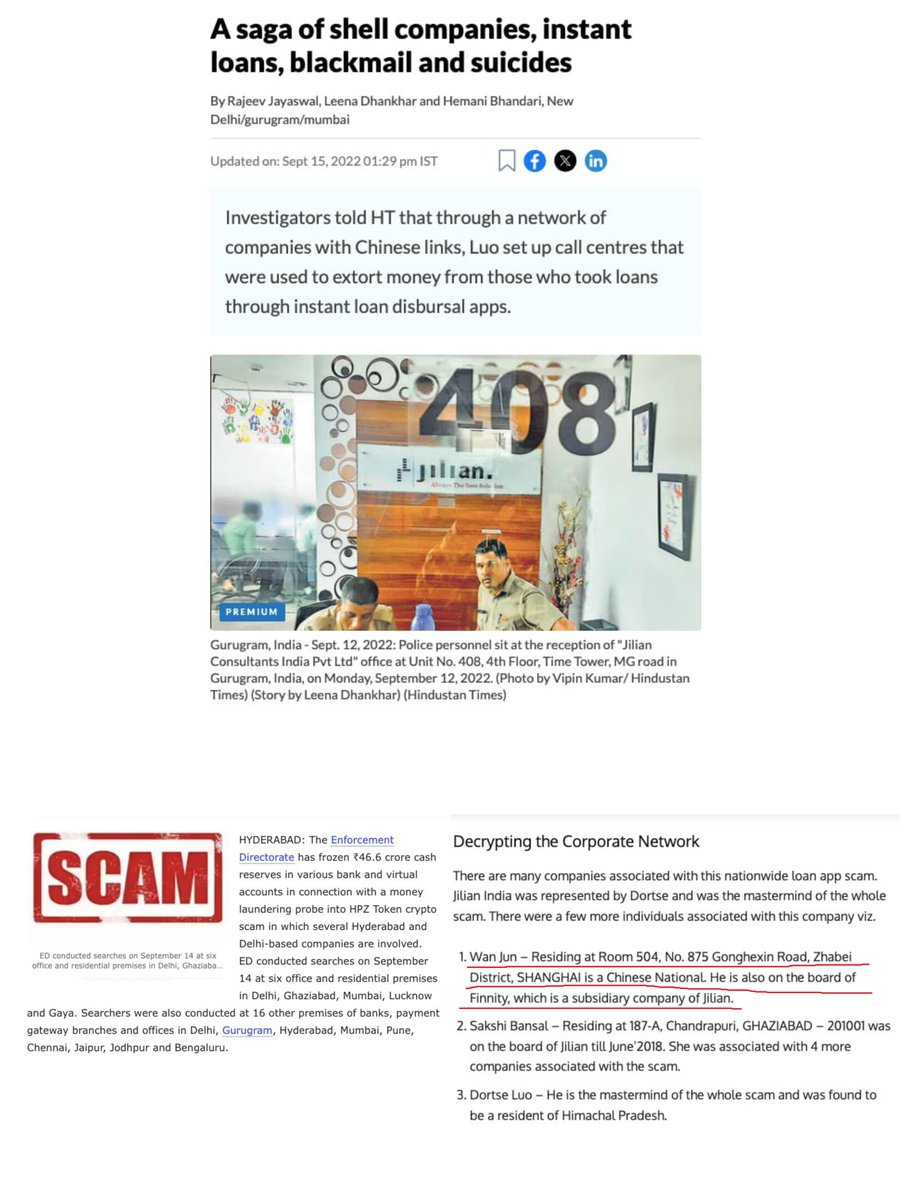 A saga of shell companies, instant
loans, blackmail and suicides
By Rajeev Jayaswal, Leena Dhankhar and Hemani Bhandari, New
Delhi/gurugram/mumbai
Updated on: Sept 15, 2022 01:29 pm IST
Investigators told HT that through a network of
companies with Chinese links, Luo set up call centres that
were used to extort money from those who took loans
through instant loan disbursal apps.
408
jilian.
Always The Best Solution
PREMIUM
Gurugram, India - Sept. 12, 2022: Police personnel sit at the reception of "Jilian
Consultants India Pvt Ltd" office at Unit No. 408, 4th Floor, Time Tower, MG road in
Gurugram, India, on Monday, September 12, 2022. (Photo by Vipin Kumar/ Hindustan
Times) (Story by Leena Dhankhar) (Hindustan Times)
SCAM
ED conducted searches on September 14 at six
office and residential premises in Delhi, Ghaziaba...
HYDERABAD: The Enforcement
Directorate has frozen ₹46.6 crore cash
reserves in various bank and virtual
accounts in connection with a money
laundering probe into HPZ Token crypto
scam in which several Hyderabad and
Delhi-based companies are involved.
ED conducted searches on September
14 at six office and residential premises
in Delhi, Ghaziabad, Mumbai, Lucknow
and Gaya. Searchers were also conducted at 16 other premises of banks, payment
gateway branches and offices in Delhi, Gurugram, Hyderabad, Mumbai, Pune,
Chennai, Jaipur, Jodhpur and Bengaluru.
Decrypting the Corporate Network
There are many companies associated with this nationwide loan app scam.
Jilian India was represented by Dortse and was the mastermind of the whole
scam. There were a few more individuals associated with this company viz.
1. Wan Jun – Residing at Room 504, No. 875 Gonghexin Road, Zhabei
District, SHANGHAI is a Chinese National. He is also on the board of
Finnity, which is a subsidiary company of Jilian.
2. Sakshi Bansal – Residing at 187-A, Chandrapuri, GHAZIABAD – 201001 was
on the board of Jilian till June'2018. She was associated with 4 more
companies associated with the scam.
3. Dortse Luo – He is the mastermind of the whole scam and was found to
be a resident of Himachal Pradesh.